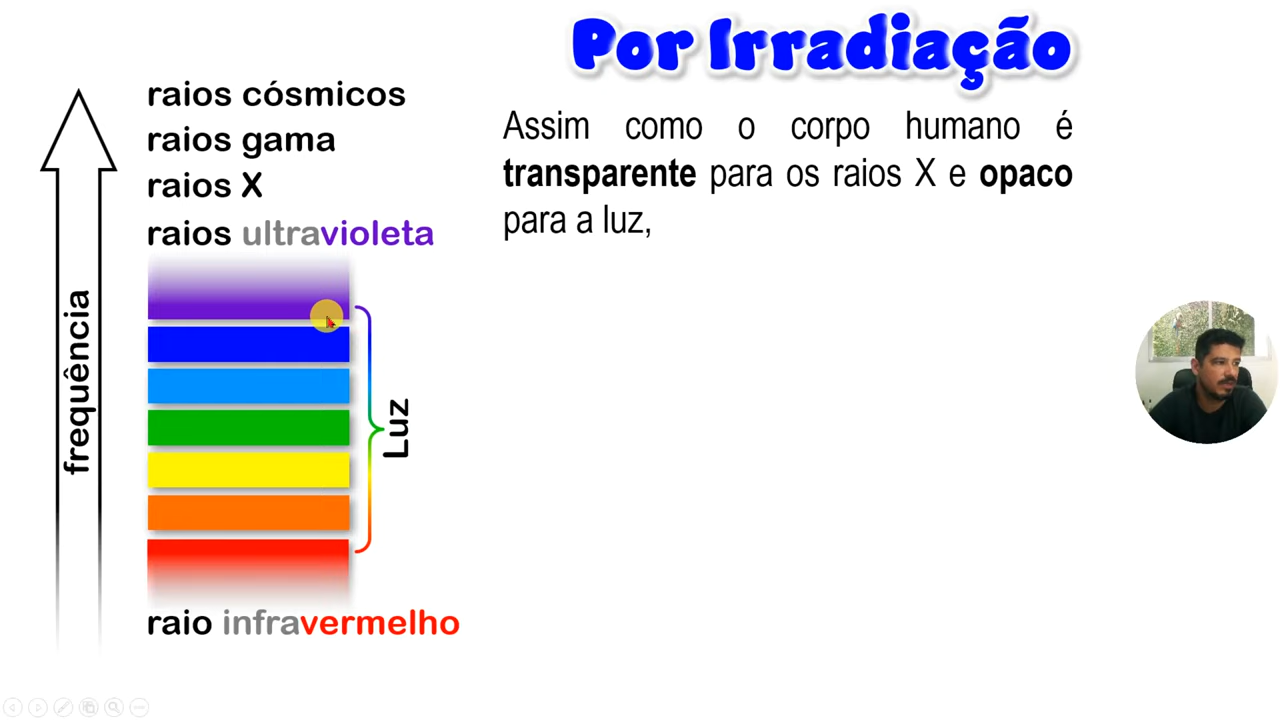 Por Irradiação
raios cósmicos
raios gama
raios X
raios ultravioleta
frequência
Luz
raio infravermelho
Assim como o corpo humano é
transparente para os raios X e opaco
para a luz,